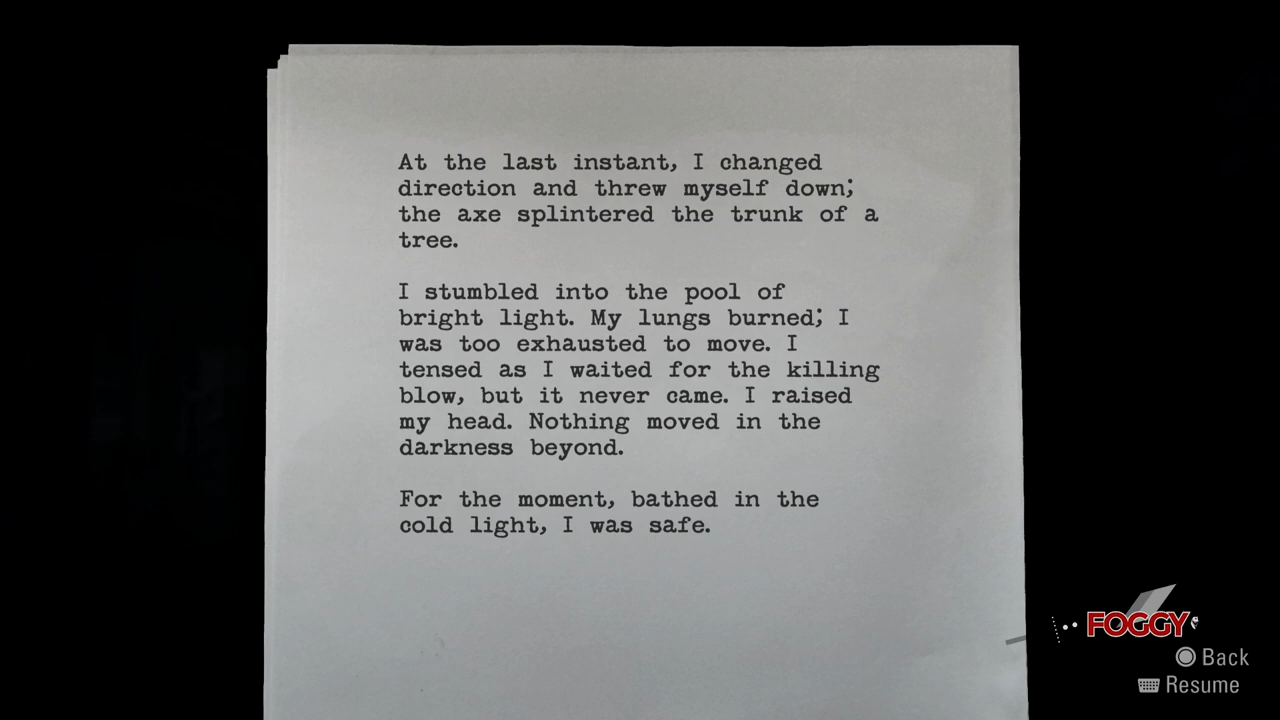 At the last instant, I changed
direction and threw myself down;
the axe splintered the trunk of a
tree.
I stumbled into the pool of
bright light. My lungs burned; I
was too exhausted to move. I
tensed as I waited for the killing
blow, but it never came. I raised
my head. Nothing moved in the
darkness beyond.
For the moment, bathed in the
cold light, I was safe.
FOGGY
Back
Resume